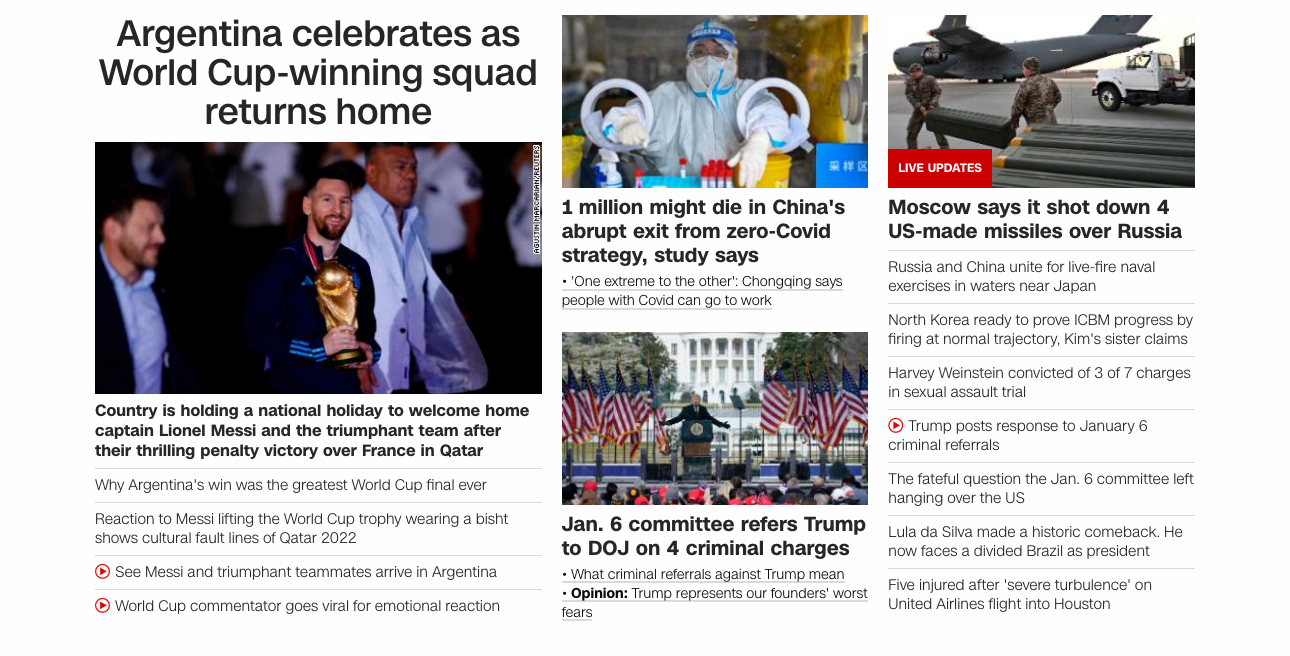 Argentina celebrates as
World Cup-winning squad
returns home
AGUSTIN MARCARIAN/REUTERS
Country is holding a national holiday to welcome home
captain Lionel Messi and the triumphant team after
their thrilling penalty victory over France in Qatar
Why Argentina's win was the greatest World Cup final ever
Reaction to Messi lifting the World Cup trophy wearing a bisht
shows cultural fault lines of Qatar 2022
See Messi and triumphant teammates arrive in Argentina
World Cup commentator goes viral for emotional reaction
采样区
1 million might die in China's
abrupt exit from zero-Covid
strategy, study says
• 'One extreme to the other': Chongqing says
people with Covid can go to work
Jan. 6 committee refers Trump
to DOJ on 4 criminal charges
• What criminal referrals against Trump mean
• Opinion: Trump represents our founders' worst
fears
LIVE UPDATES
Moscow says it shot down 4
US-made missiles over Russia
Russia and China unite for live-fire naval
exercises in waters near Japan
North Korea ready to prove ICBM progress by
firing at normal trajectory, Kim's sister claims
Harvey Weinstein convicted of 3 of 7 charges
in sexual assault trial
Trump posts response to January 6
criminal referrals
The fateful question the Jan. 6 committee left
hanging over the US
Lula da Silva made a historic comeback. He
now faces a divided Brazil as president
Five injured after 'severe turbulence' on
United Airlines flight into Houston